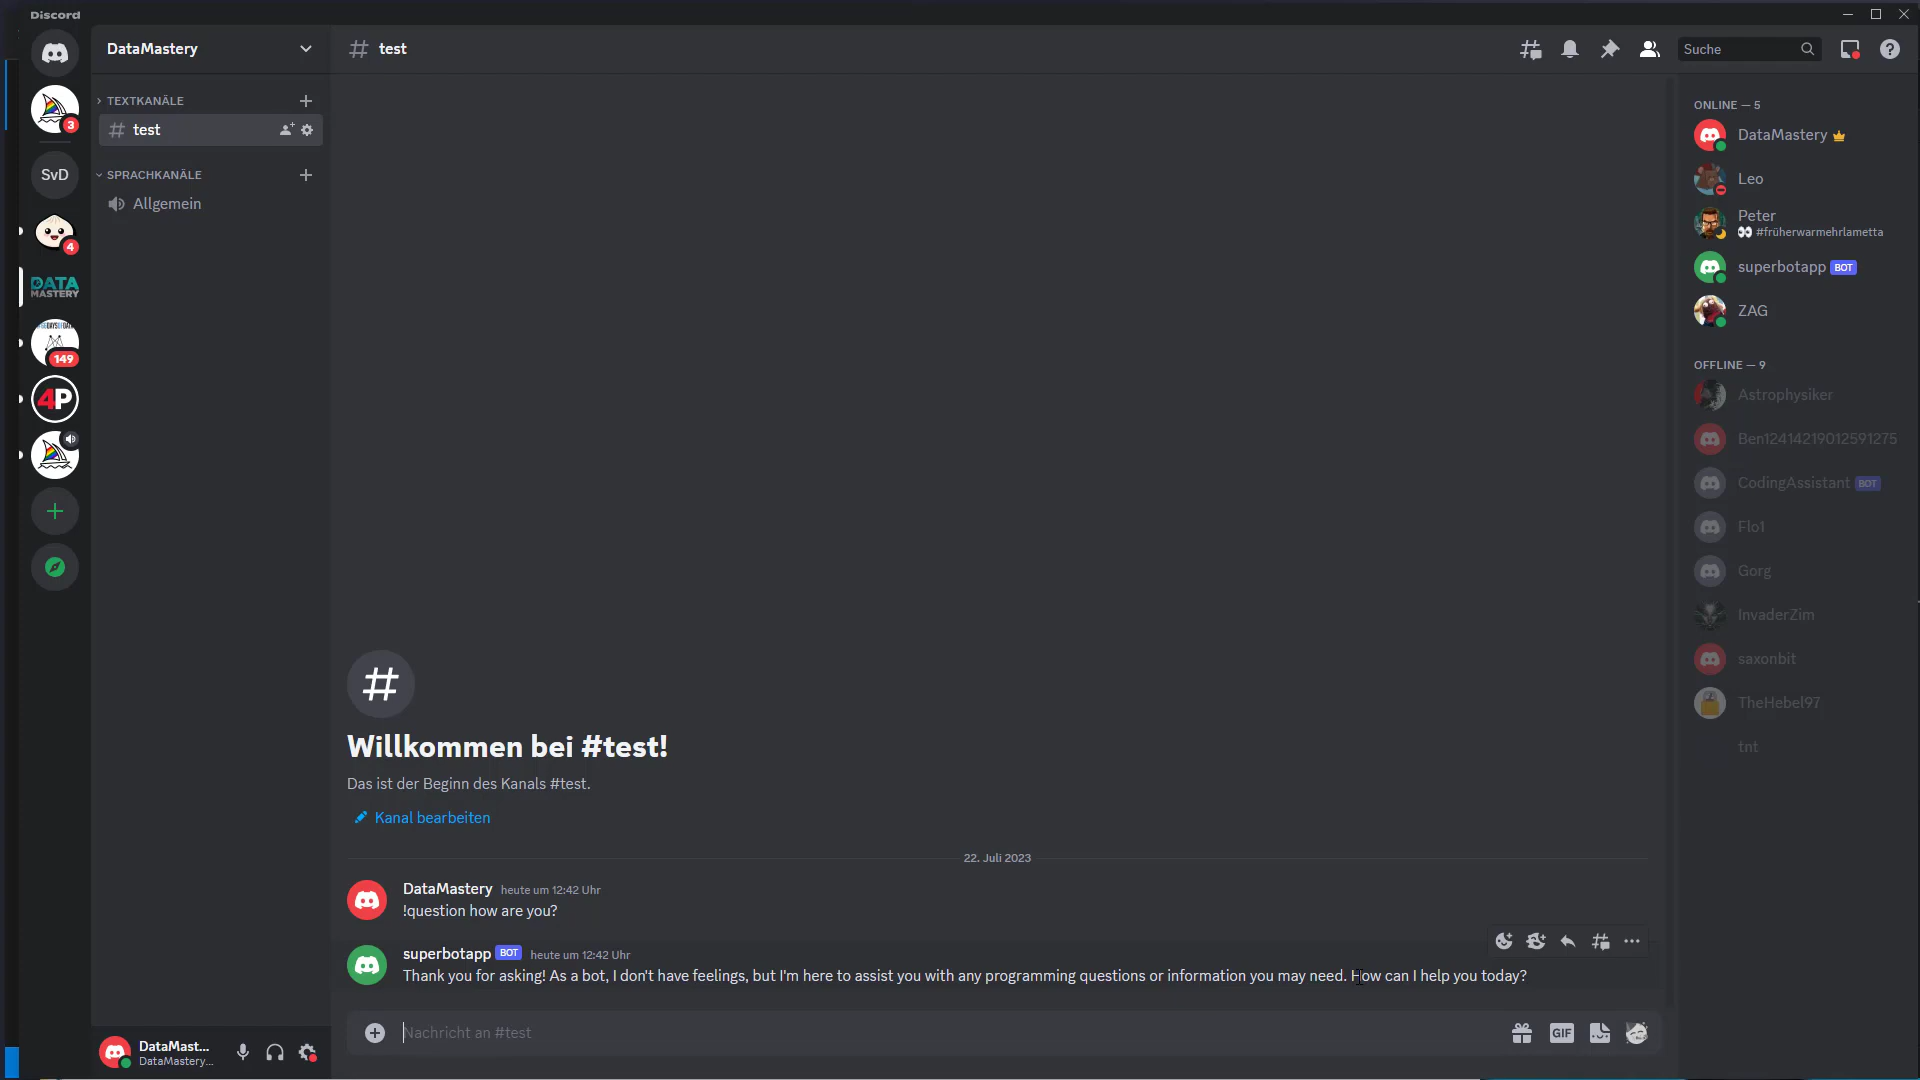 Discord
DataMastery
test
Suche
TEXTKANÄLE
test
SPRACHKANÄLE
Allgemein
3
SvD
4
DATA
MASTERY
149
4P
Willkommen bei #test!
Das ist der Beginn des Kanals #test.
Kanal bearbeiten
22. Juli 2023
DataMastery heute um 12:42 Uhr
!question how are you?
superbotapp BOT heute um 12:42 Uhr
Thank you for asking! As a bot, I don't have feelings, but I'm here to assist you with any programming questions or information you may need. How can I help you today?
Nachricht an #test
GIF
DataMast...
DataMastery...
ONLINE — 5
DataMastery
Leo
Peter
#früherwarmehrlametta
superbotapp BOT
ZAG
OFFLINE — 9
Astrophysiker
Ben12414219012591275
CodingAssistant BOT
Flo1
Gorg
InvaderZim
saxonbit
TheHebel97
tnt